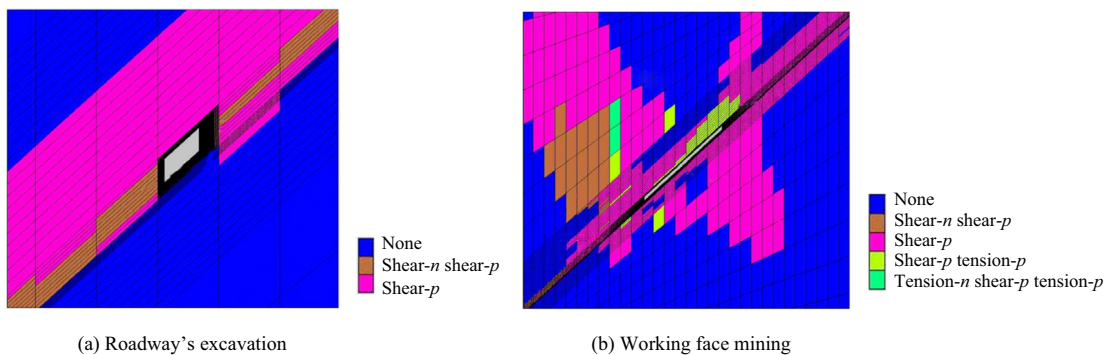 None
Shear-n shear-p
Shear-p
(a) Roadway's excavation
None
Shear-n shear-p
Shear-p
Shear-p tension-p
Tension-n shear-p tension-p
(b) Working face mining